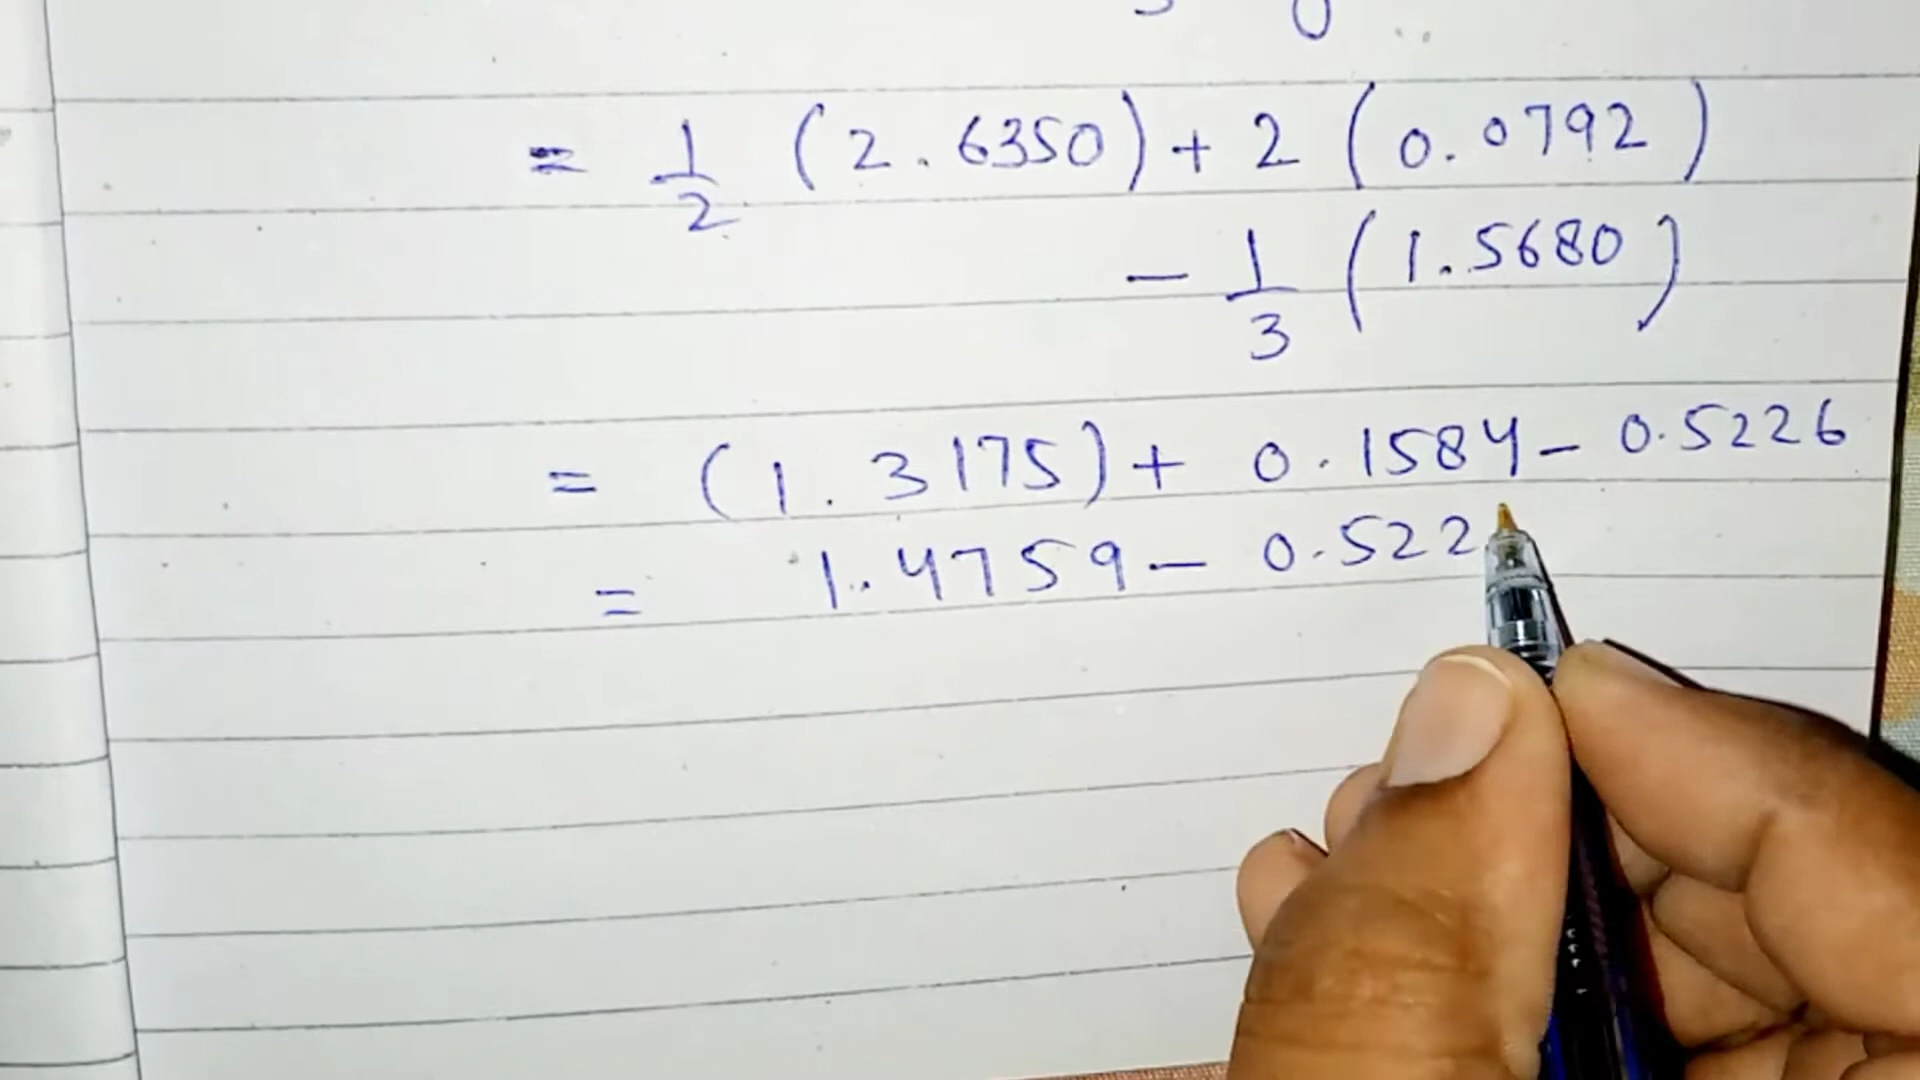 = 1/2 (2.6350) + 2 (0.0792)
- 1/3 (1.5680)
= (1.3175) + 0.1584 - 0.5226
= 1.4759 - 0.522